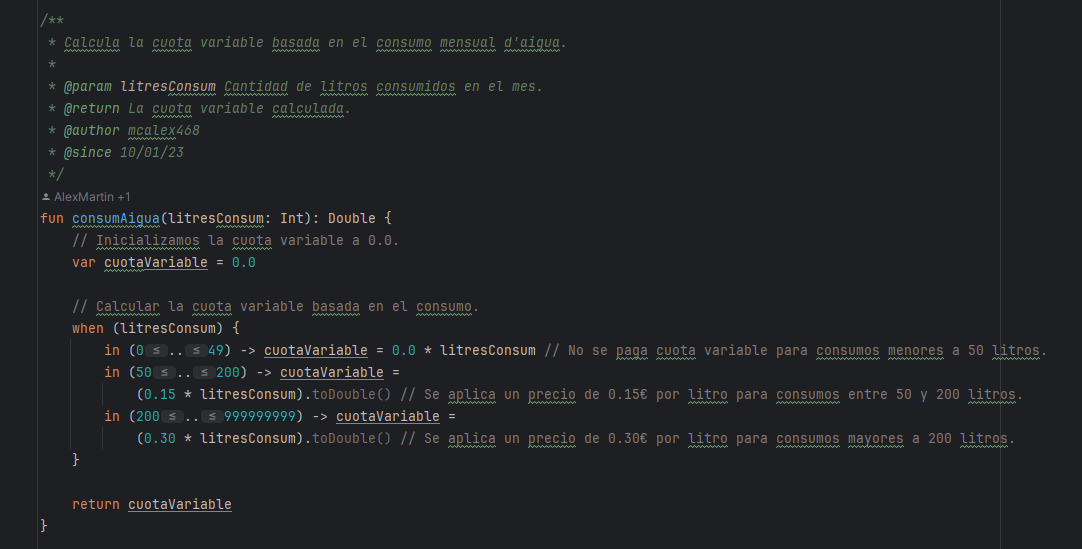 /**
 * Calcula la cuota variable basada en el consumo mensual d'aigua.
 *
 * @param litresConsum Cantidad de litros consumidos en el mes.
 * @return La cuota variable calculada.
 * @author mcalex468
 * @since 10/01/23
 */
AlexMartin +1
fun consumAigua(litresConsum: Int): Double {
    // Inicializamos la cuota variable a 0.0.
    var cuotaVariable = 0.0

    // Calcular la cuota variable basada en el consumo.
    when (litresConsum) {
        in (0 ≤ .. ≤ 49) -> cuotaVariable = 0.0 * litresConsum // No se paga cuota variable para consumos menores a 50 litros.
        in (50 ≤ .. ≤ 200) -> cuotaVariable =
            (0.15 * litresConsum).toDouble() // Se aplica un precio de 0.15€ por litro para consumos entre 50 y 200 litros.
        in (200 ≤ .. ≤ 999999999) -> cuotaVariable =
            (0.30 * litresConsum).toDouble() // Se aplica un precio de 0.30€ por litro para consumos mayores a 200 litros.
    }

    return cuotaVariable
}